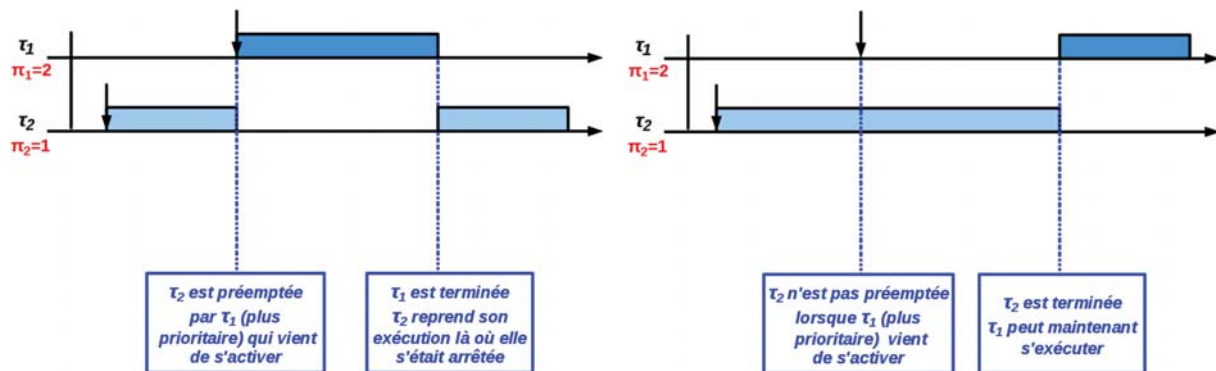 τ1
π1=2
τ2
π2=1
τ2 est préemptée
par τ1 (plus
prioritaire) qui vient
de s'activer
τ1 est terminée
τ2 reprend son
exécution là où elle
s'était arrêtée
τ1
π1=2
τ2
π2=1
τ2 n'est pas préemptée
lorsque τ1 (plus
prioritaire) vient
de s'activer
τ2 est terminée
τ1 peut maintenant
s'exécuter